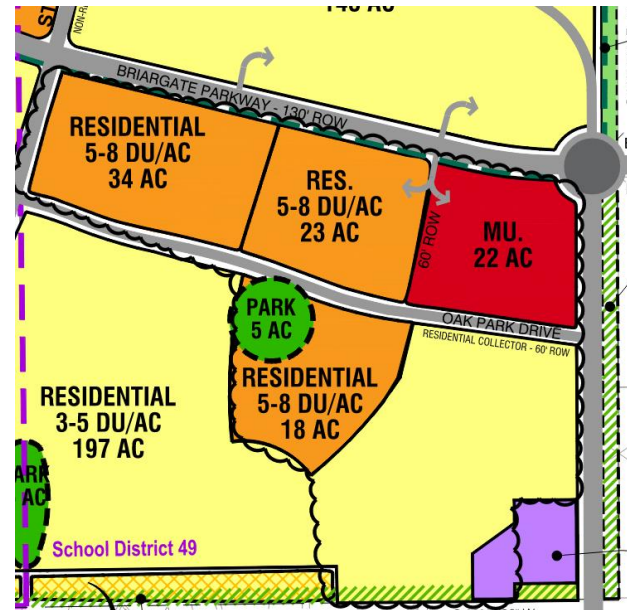 BRIARGATE PARKWAY - 130' ROW
RESIDENTIAL
5-8 DU/AC
34 AC
RES.
5-8 DU/AC
23 AC
60' ROW
MU.
22 AC
PARK
5 AC
OAK PARK DRIVE
RESIDENTIAL COLLECTOR - 60' ROW
RESIDENTIAL
5-8 DU/AC
18 AC
RESIDENTIAL
3-5 DU/AC
197 AC
AC
School District 49